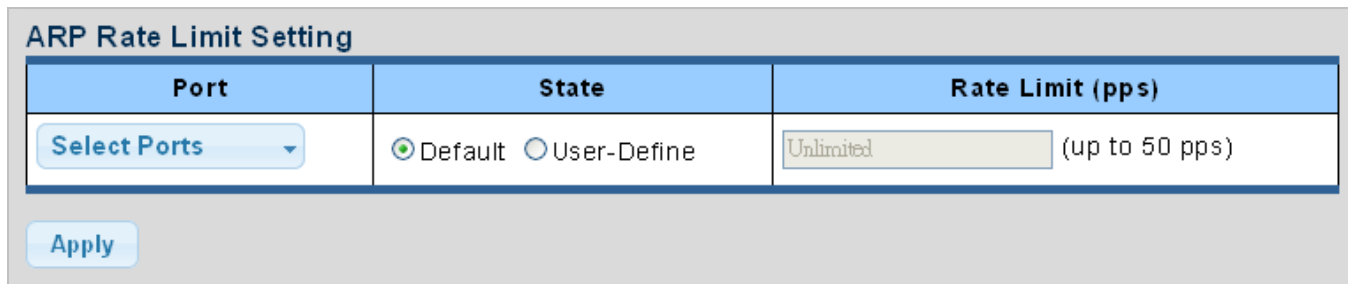 ARP Rate Limit Setting
Port State Rate Limit (pps)
Select Ports Default User-Define Unlimited (up to 50 pps)
Apply